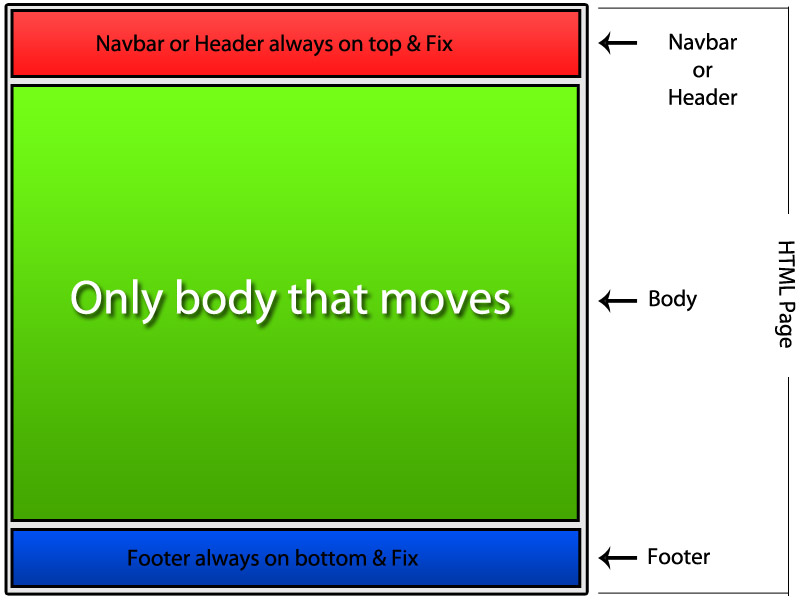 Navbar or Header always on top & Fix
Navbar
or
Header
Only body that moves
Body
HTML Page
Footer always on bottom & Fix
Footer